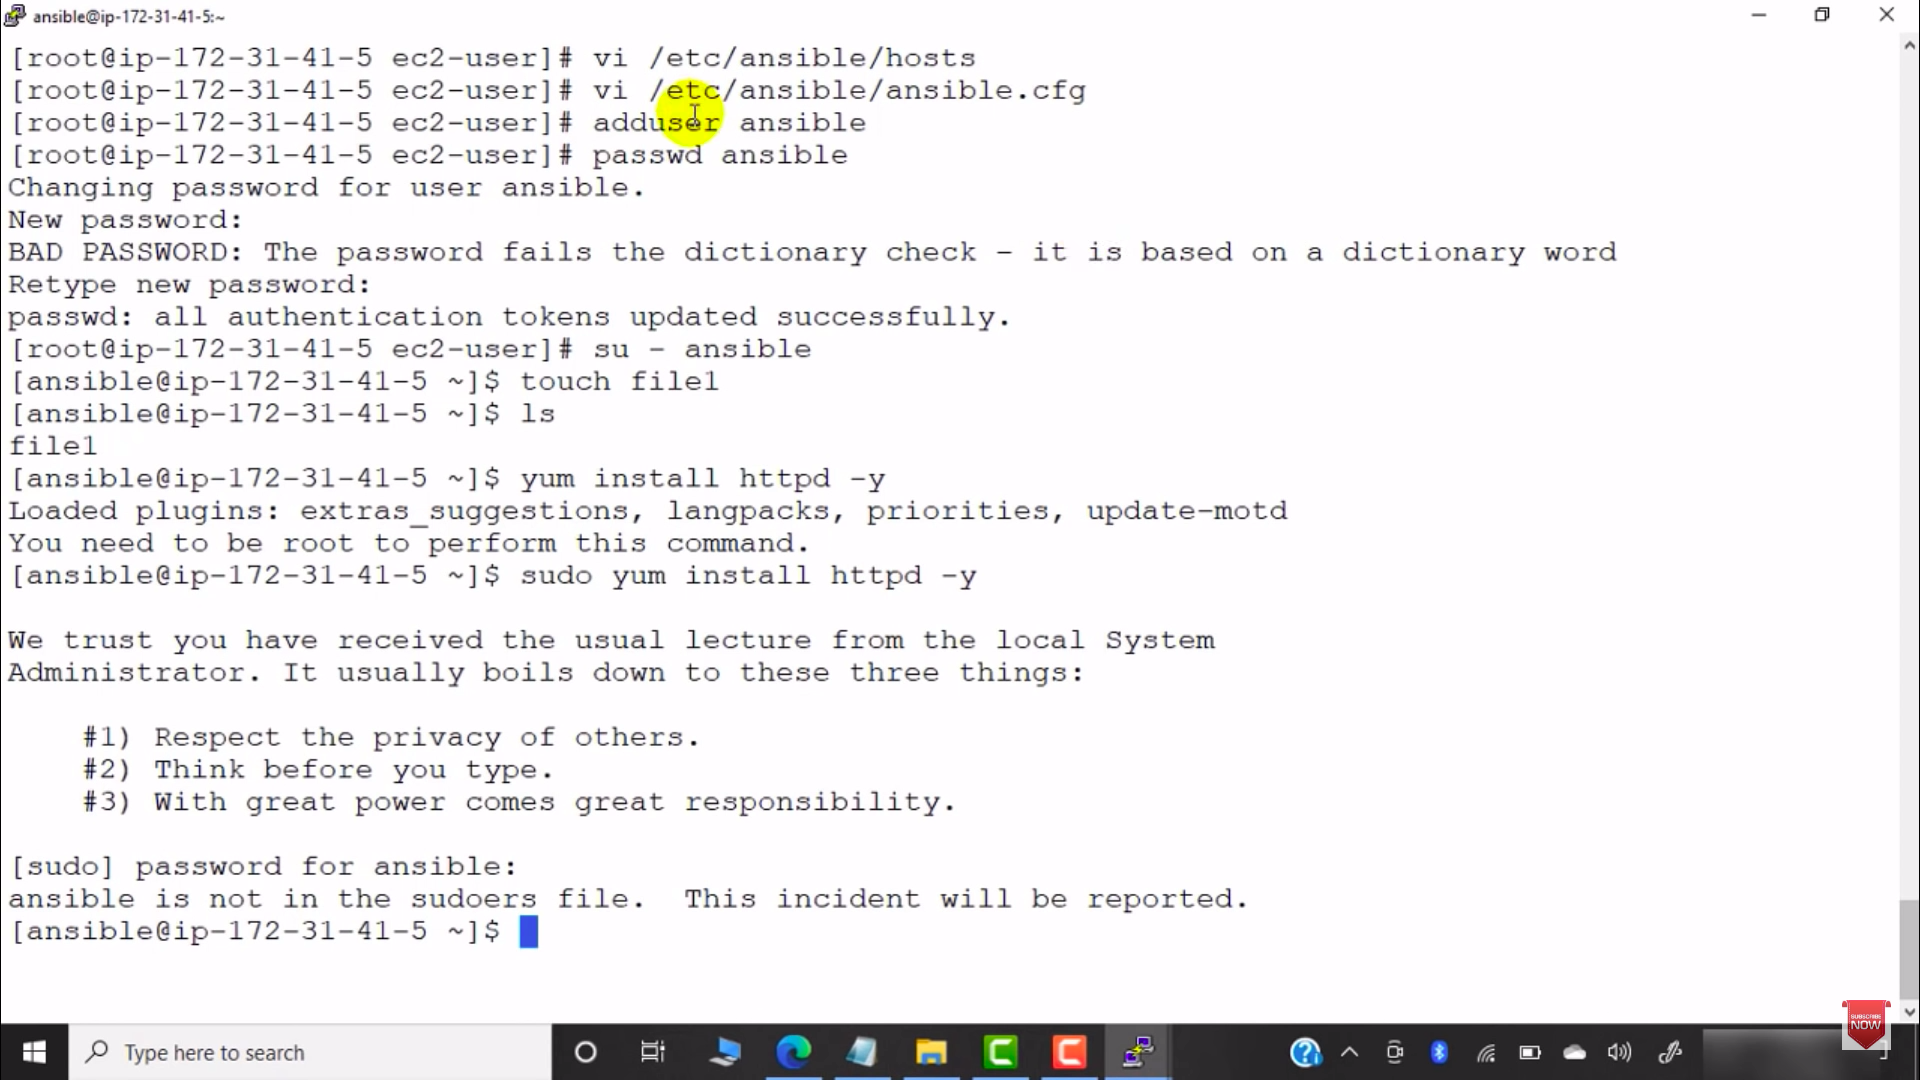 ansible@ip-172-31-41-5:~
[root@ip-172-31-41-5 ec2-user]# vi /etc/ansible/hosts
[root@ip-172-31-41-5 ec2-user]# vi /etc/ansible/ansible.cfg
[root@ip-172-31-41-5 ec2-user]# adduser ansible
[root@ip-172-31-41-5 ec2-user]# passwd ansible
Changing password for user ansible.
New password:
BAD PASSWORD: The password fails the dictionary check - it is based on a dictionary word
Retype new password:
passwd: all authentication tokens updated successfully.
[root@ip-172-31-41-5 ec2-user]# su - ansible
[ansible@ip-172-31-41-5 ~]$ touch file1
[ansible@ip-172-31-41-5 ~]$ ls
file1
[ansible@ip-172-31-41-5 ~]$ yum install httpd -y
Loaded plugins: extras_suggestions, langpacks, priorities, update-motd
You need to be root to perform this command.
[ansible@ip-172-31-41-5 ~]$ sudo yum install httpd -y
We trust you have received the usual lecture from the local System
Administrator. It usually boils down to these three things:
#1) Respect the privacy of others.
#2) Think before you type.
#3) With great power comes great responsibility.
[sudo] password for ansible:
ansible is not in the sudoers file.  This incident will be reported.
[ansible@ip-172-31-41-5 ~]$
SUBSCRIBE
NOW
Type here to search